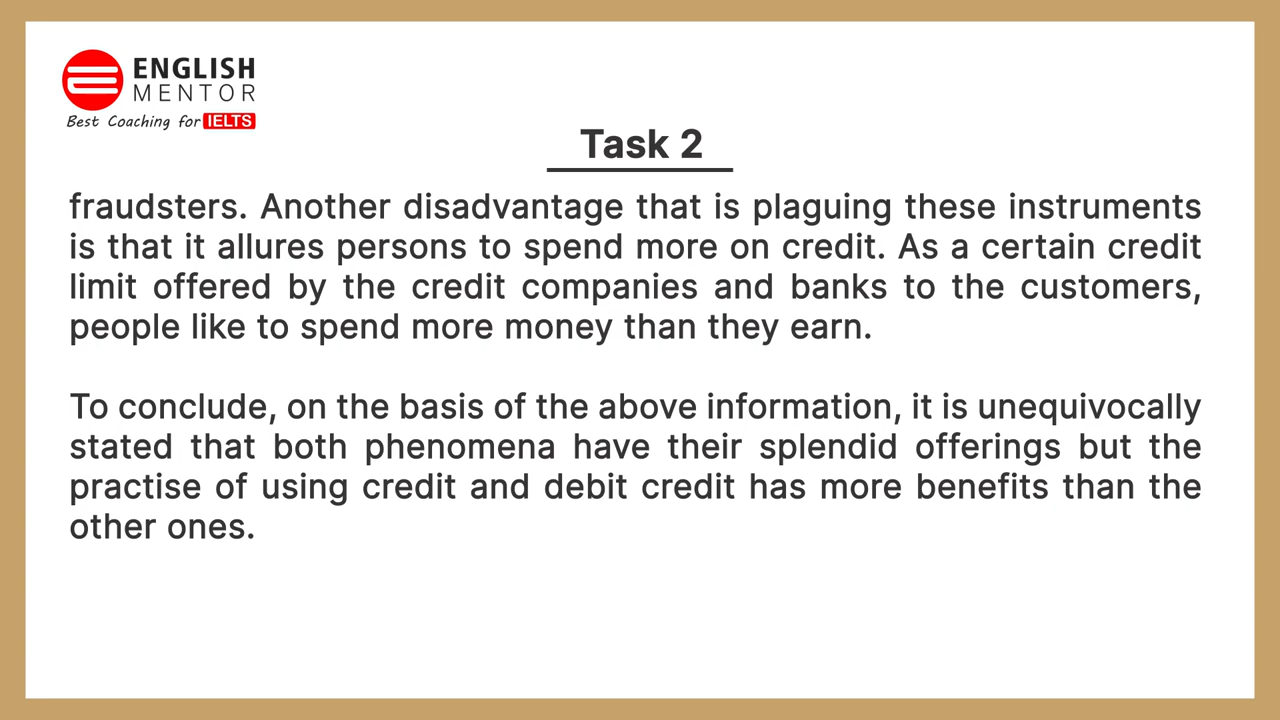 ENGLISH
MENTOR
Best Coaching for IELTS
Task 2
fraudsters. Another disadvantage that is plaguing these instruments
is that it allures persons to spend more on credit. As a certain credit
limit offered by the credit companies and banks to the customers,
people like to spend more money than they earn.
To conclude, on the basis of the above information, it is unequivocally
stated that both phenomena have their splendid offerings but the
practise of using credit and debit credit has more benefits than the
other ones.